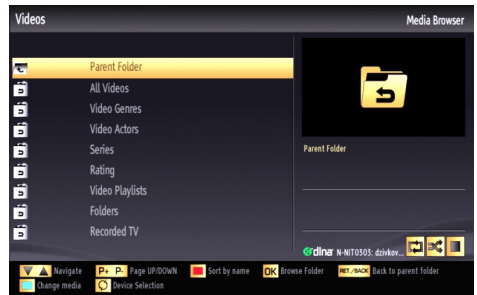 Videos
Media Browser
Parent Folder
All Videos
Video Genres
Video Actors
Series
Rating
Video Playlists
Folders
Recorded TV
Parent Folder
dlna N-NIT0303: dzivkov...
Navigate P+ P- Page UP/DOWN Sort by name OK Browse Folder RET./BACK Back to parent folder
Change media Device Selection